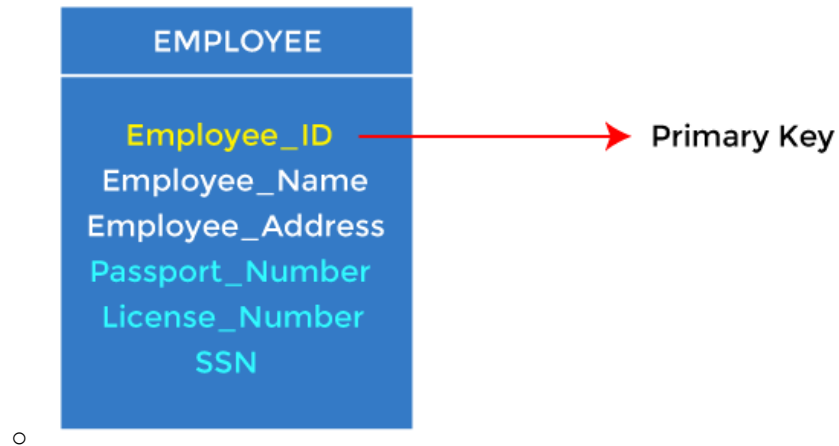 EMPLOYEE
Employee_ID Primary Key
Employee_Name
Employee_Address
Passport_Number
License_Number
SSN